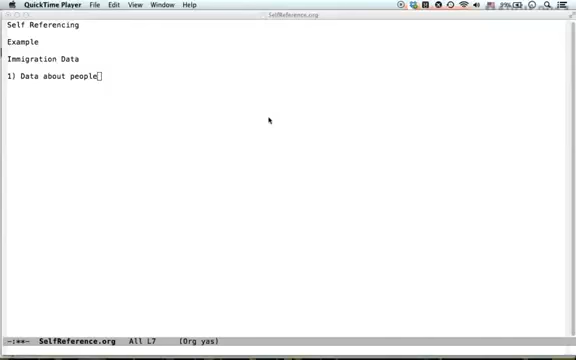 QuickTime Player File Edit View Window Help
SelfReference.org
Self Referencing
Example
Immigration Data
1) Data about people
-:**- SelfReference.org All L7 (Org yas)